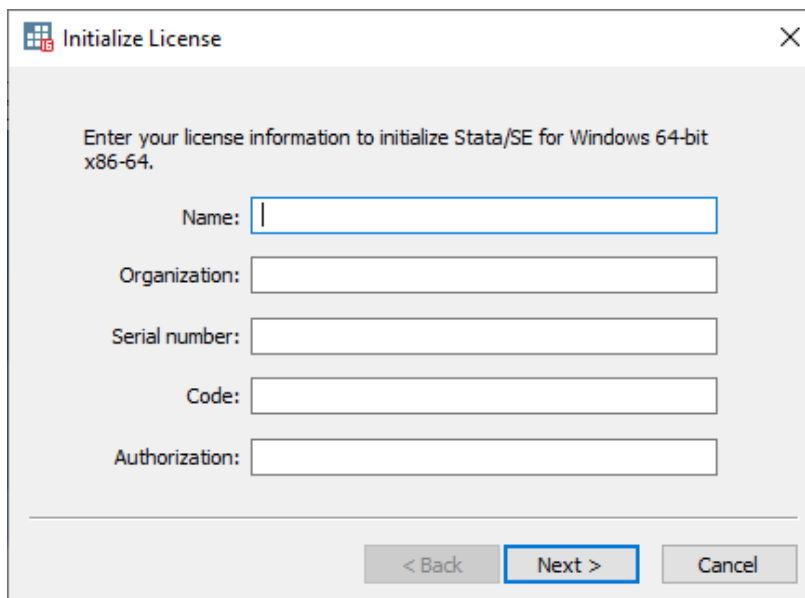 Initialize License
Enter your license information to initialize Stata/SE for Windows 64-bit
x86-64.
Name:
Organization:
Serial number:
Code:
Authorization:
< Back Next > Cancel